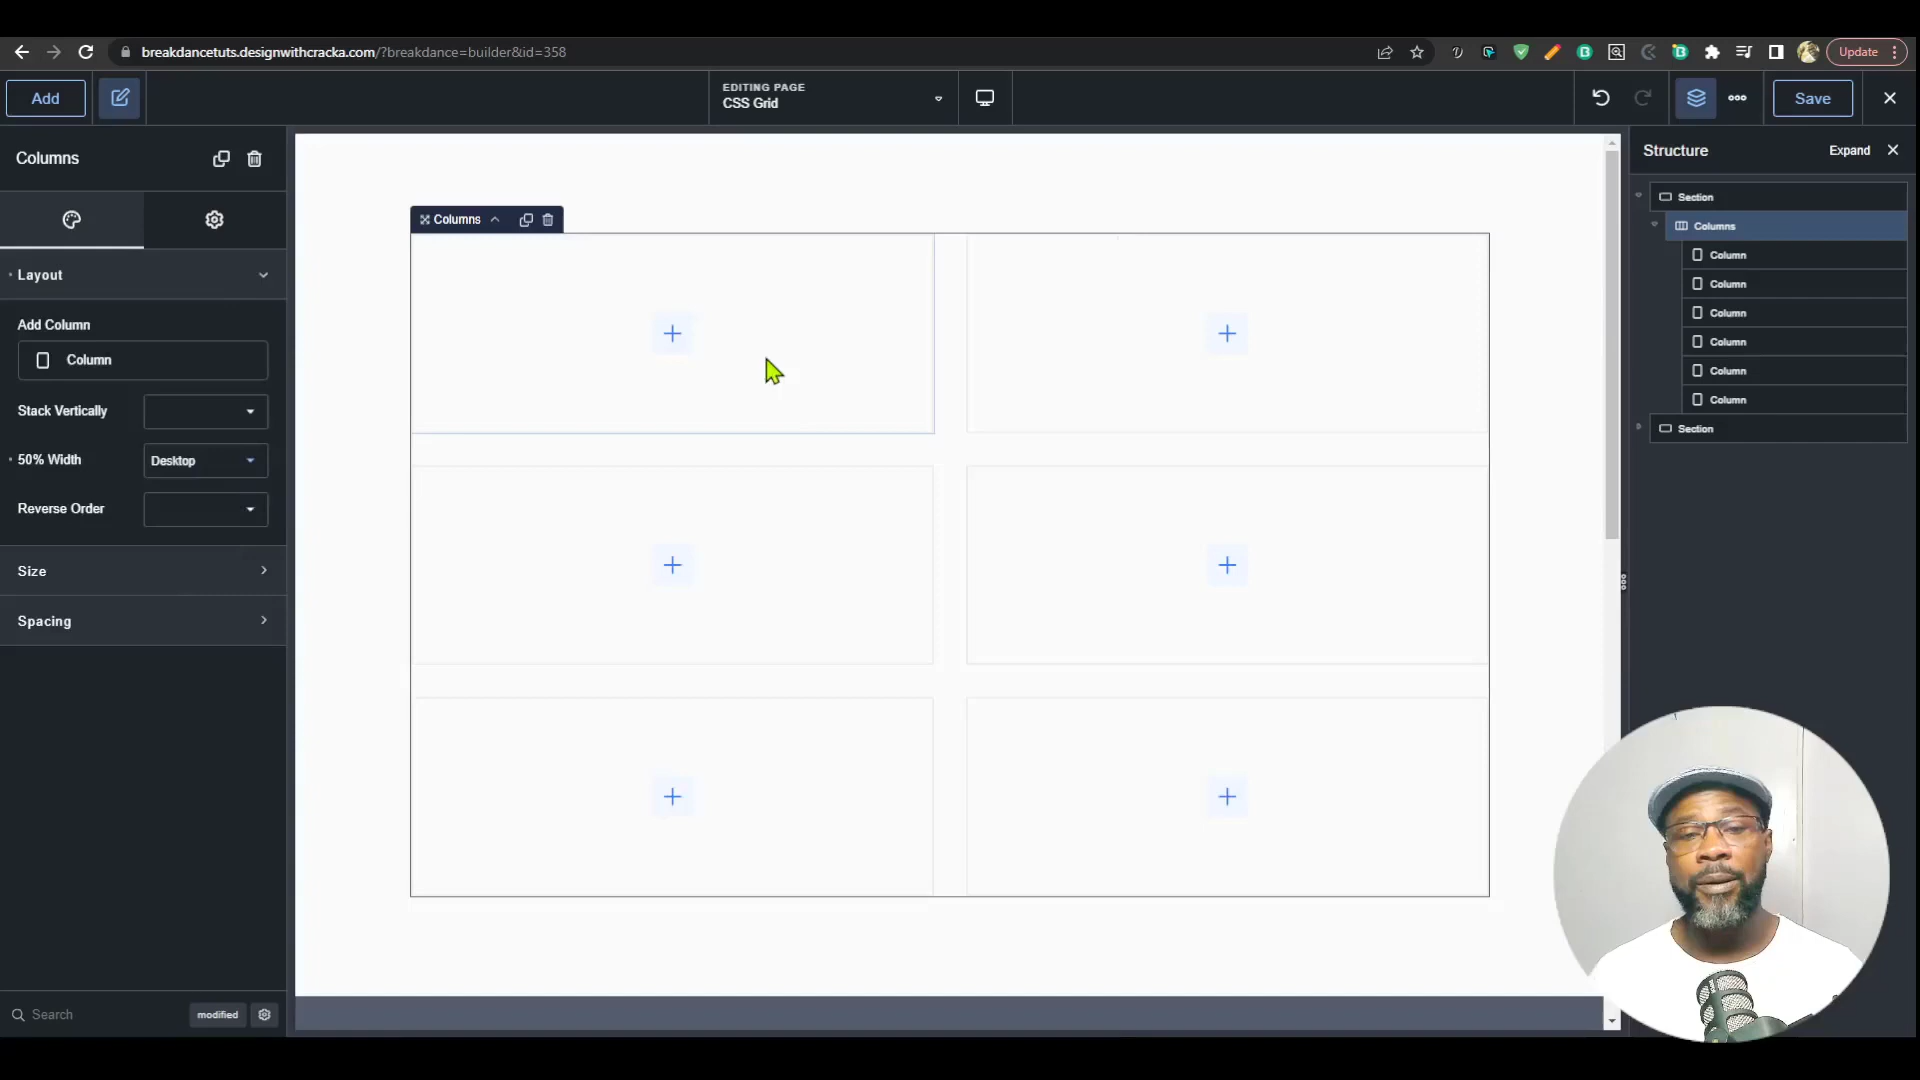 breakdancetuts.designwithcracka.com/?breakdance=builder&id=358
Update
Add
EDITING PAGE
CSS Grid
Save
Columns
Layout
Add Column
Column
Stack Vertically
50% Width
Desktop
Reverse Order
Size
Spacing
Search
modified
Columns
Structure
Expand
Section
Columns
Column
Column
Column
Column
Column
Column
Section